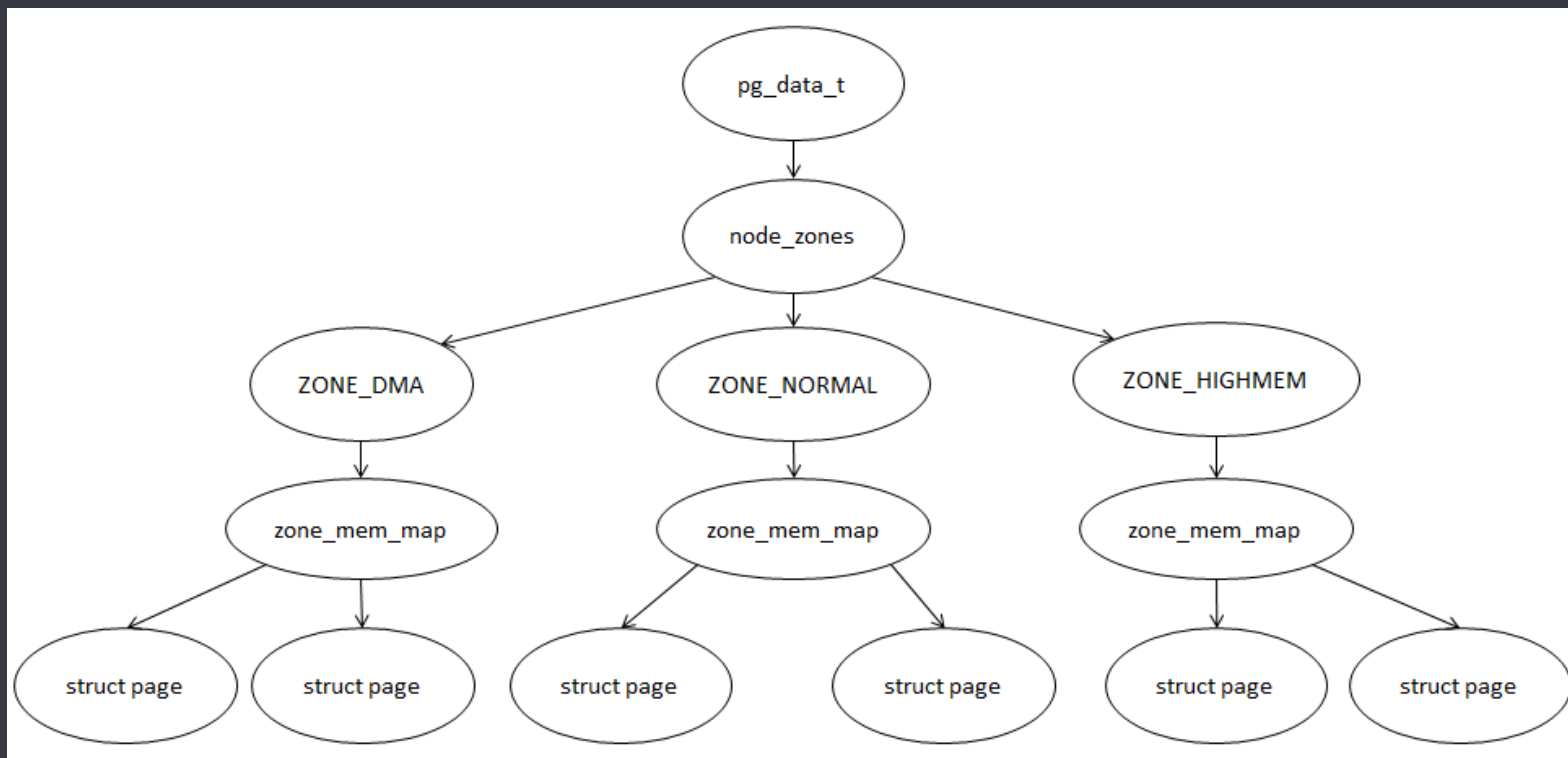 pg_data_t
node_zones
ZONE_DMA
ZONE_NORMAL
ZONE_HIGHMEM
zone_mem_map
zone_mem_map
zone_mem_map
struct page
struct page
struct page
struct page
struct page
struct page